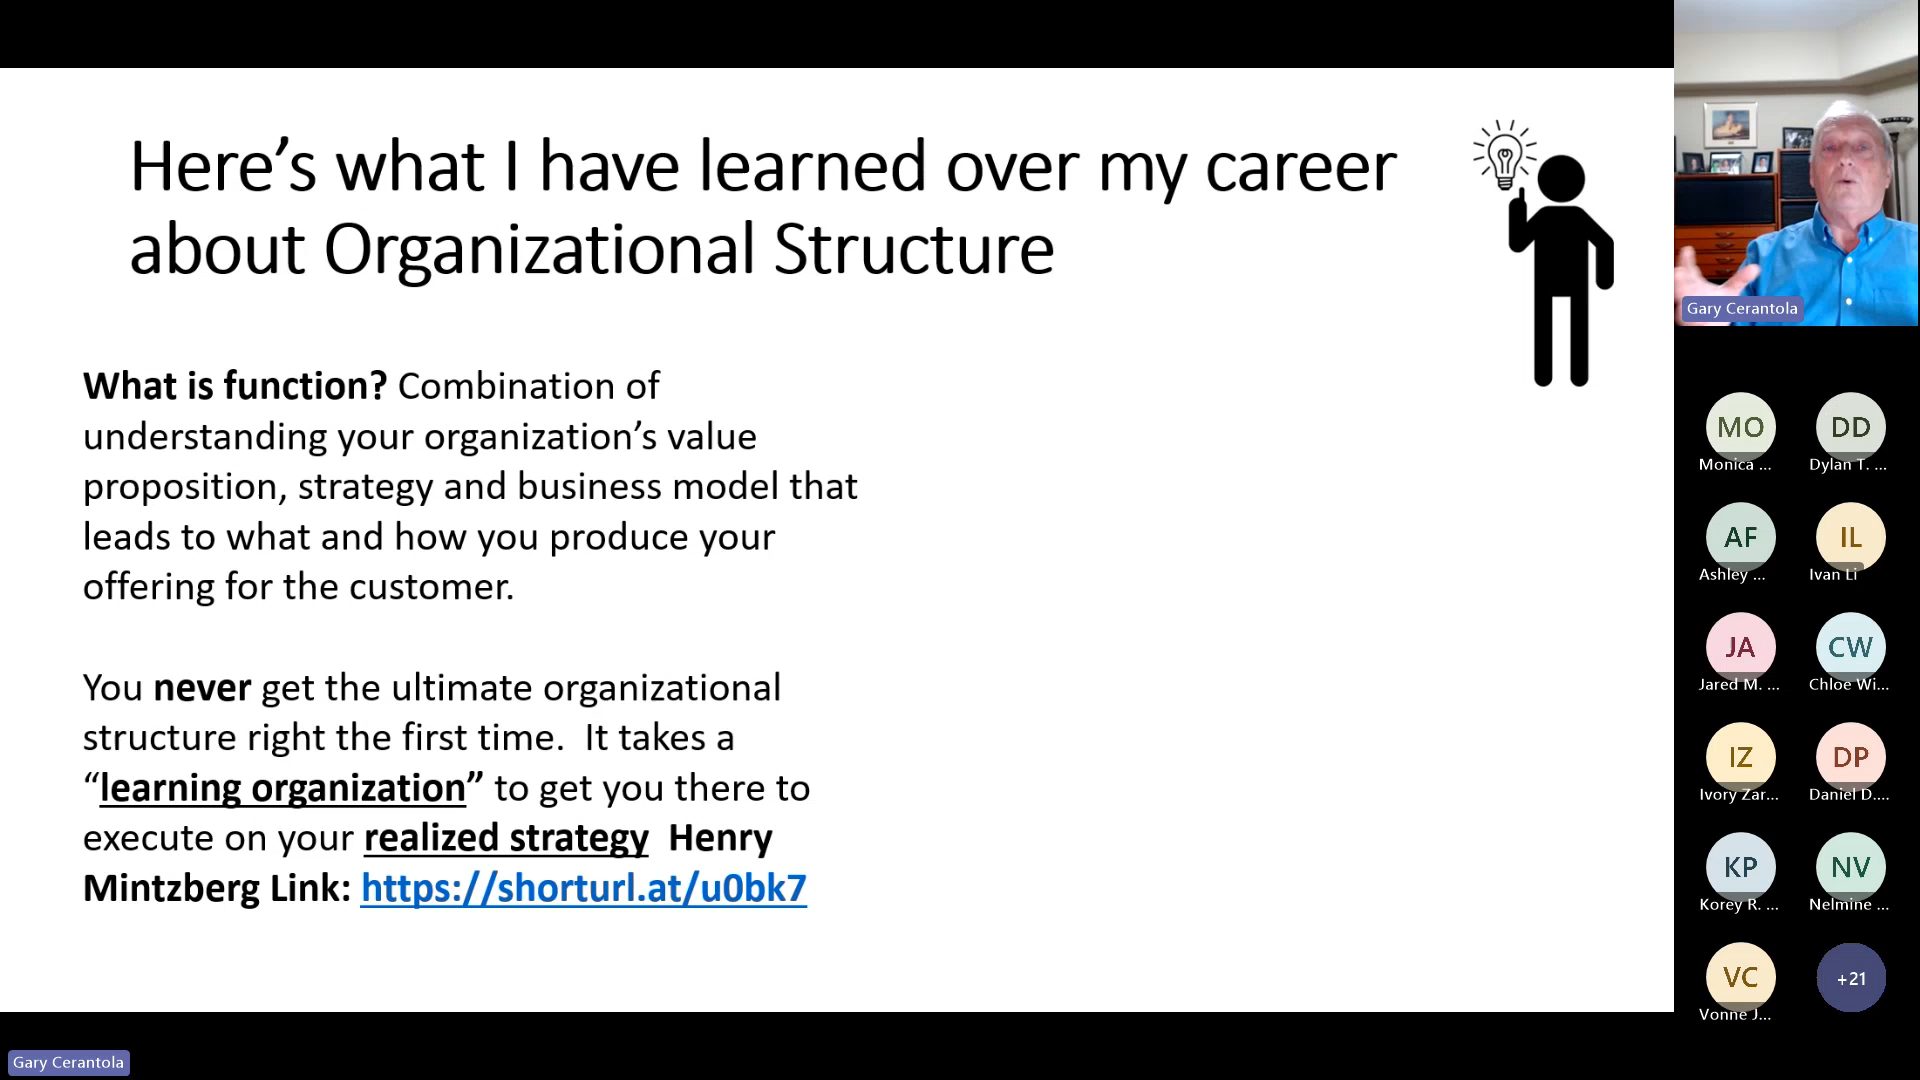 Here’s what I have learned over my career
about Organizational Structure
What is function? Combination of
understanding your organization’s value
proposition, strategy and business model that
leads to what and how you produce your
offering for the customer.
You never get the ultimate organizational
structure right the first time.  It takes a
“learning organization” to get you there to
execute on your realized strategy  Henry
Mintzberg Link: https://shorturl.at/u0bk7
Gary Cerantola
MO
DD
Monica ...
Dylan T. ...
AF
IL
Ashley ...
Ivan Li
JA
CW
Jared M. ...
Chloe Wi...
IZ
DP
Ivory Zar...
Daniel D....
KP
NV
Korey R. ...
Nelmine ...
VC
+21
Vonne J...
Gary Cerantola